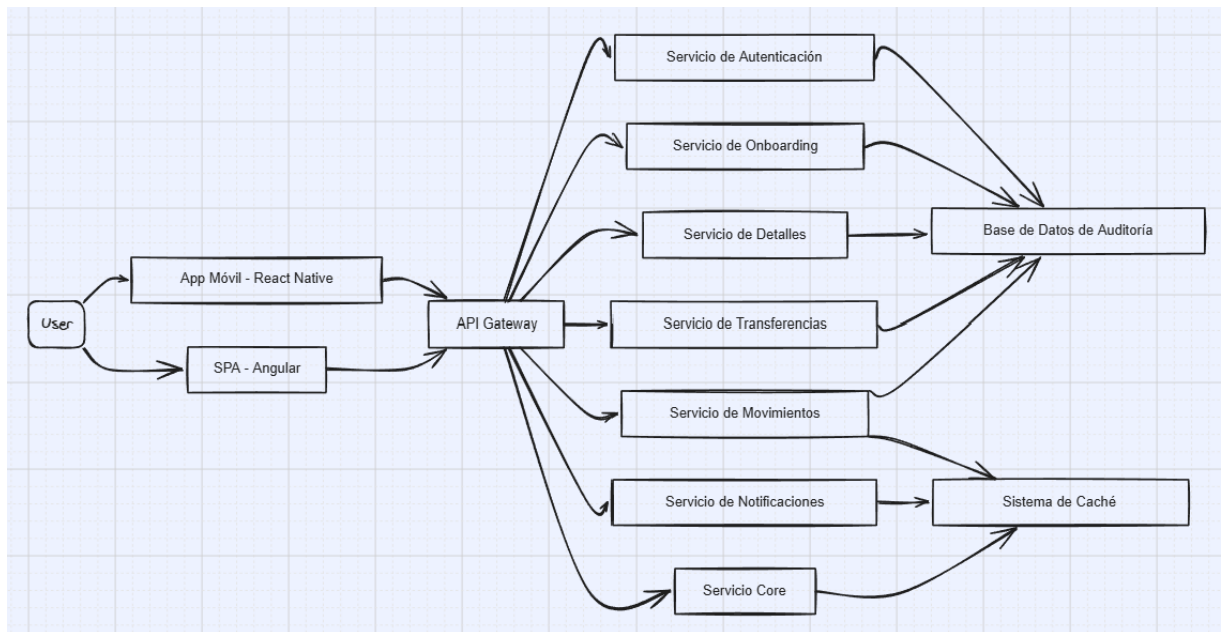 User
App Móvil - React Native
SPA - Angular
API Gateway
Servicio de Autenticación
Servicio de Onboarding
Servicio de Detalles
Servicio de Transferencias
Servicio de Movimientos
Servicio de Notificaciones
Servicio Core
Base de Datos de Auditoría
Sistema de Caché